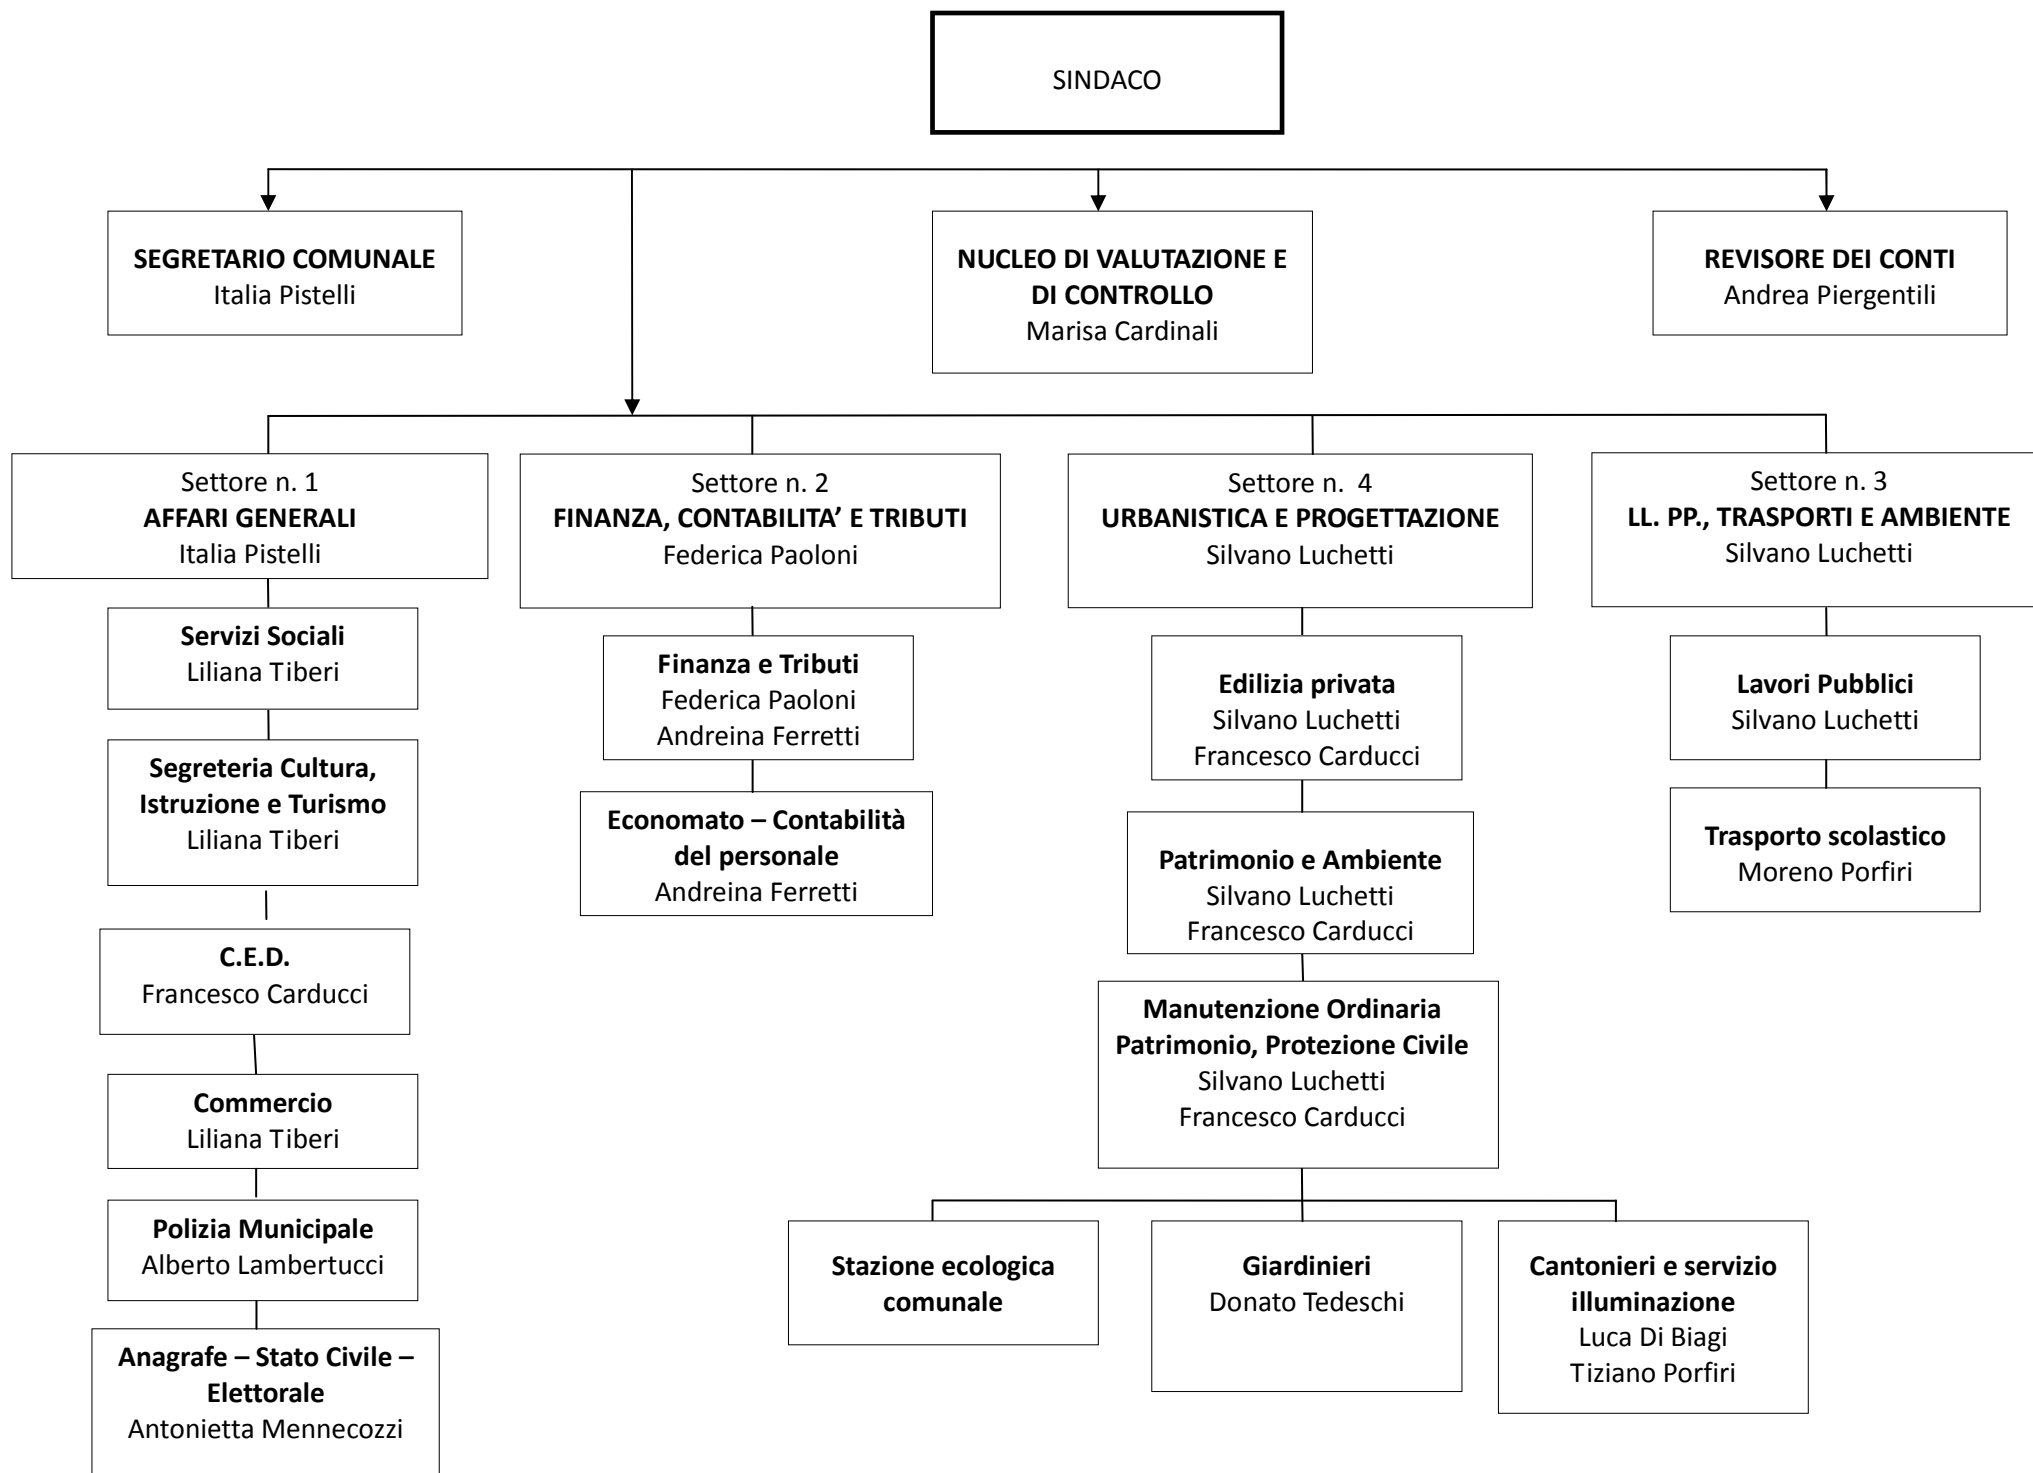 SINDACO
SEGRETARIO COMUNALE
Italia Pistelli
NUCLEO DI VALUTAZIONE E
DI CONTROLLO
Marisa Cardinali
REVISORE DEI CONTI
Andrea Piergentili
Settore n. 1
AFFARI GENERALI
Italia Pistelli
Settore n. 2
FINANZA, CONTABILITA’ E TRIBUTI
Federica Paoloni
Settore n.  4
URBANISTICA E PROGETTAZIONE
Silvano Luchetti
Settore n. 3
LL. PP., TRASPORTI E AMBIENTE
Silvano Luchetti
Servizi Sociali
Liliana Tiberi
Segreteria Cultura,
Istruzione e Turismo
Liliana Tiberi
C.E.D.
Francesco Carducci
Commercio
Liliana Tiberi
Polizia Municipale
Alberto Lambertucci
Anagrafe – Stato Civile –
Elettorale
Antonietta Mennecozzi
Finanza e Tributi
Federica Paoloni
Andreina Ferretti
Economato – Contabilità
del personale
Andreina Ferretti
Edilizia privata
Silvano Luchetti
Francesco Carducci
Patrimonio e Ambiente
Silvano Luchetti
Francesco Carducci
Manutenzione Ordinaria
Patrimonio, Protezione Civile
Silvano Luchetti
Francesco Carducci
Stazione ecologica
comunale
Giardinieri
Donato Tedeschi
Cantonieri e servizio
illuminazione
Luca Di Biagi
Tiziano Porfiri
Lavori Pubblici
Silvano Luchetti
Trasporto scolastico
Moreno Porfiri